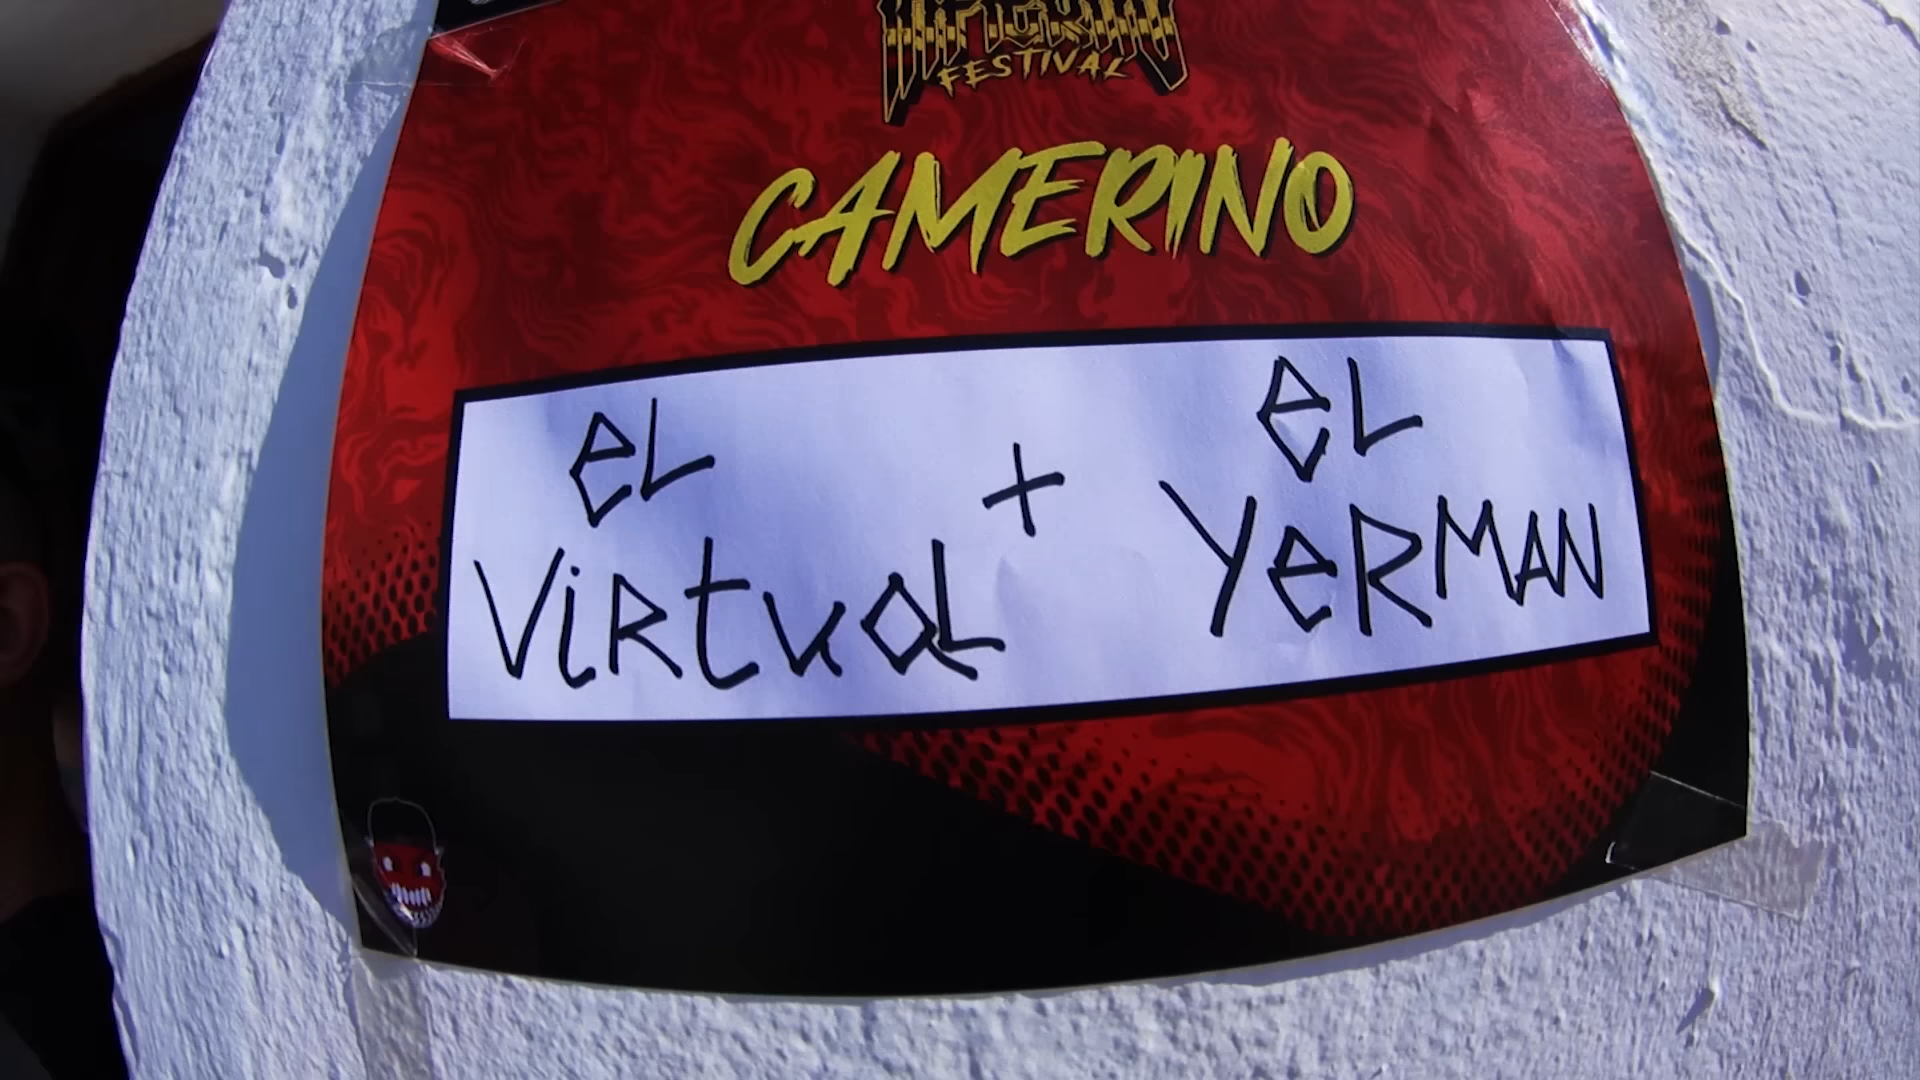 FESTIVAL
CAMERINO
eL
ViRtuaL
+
eL
YeRMAN